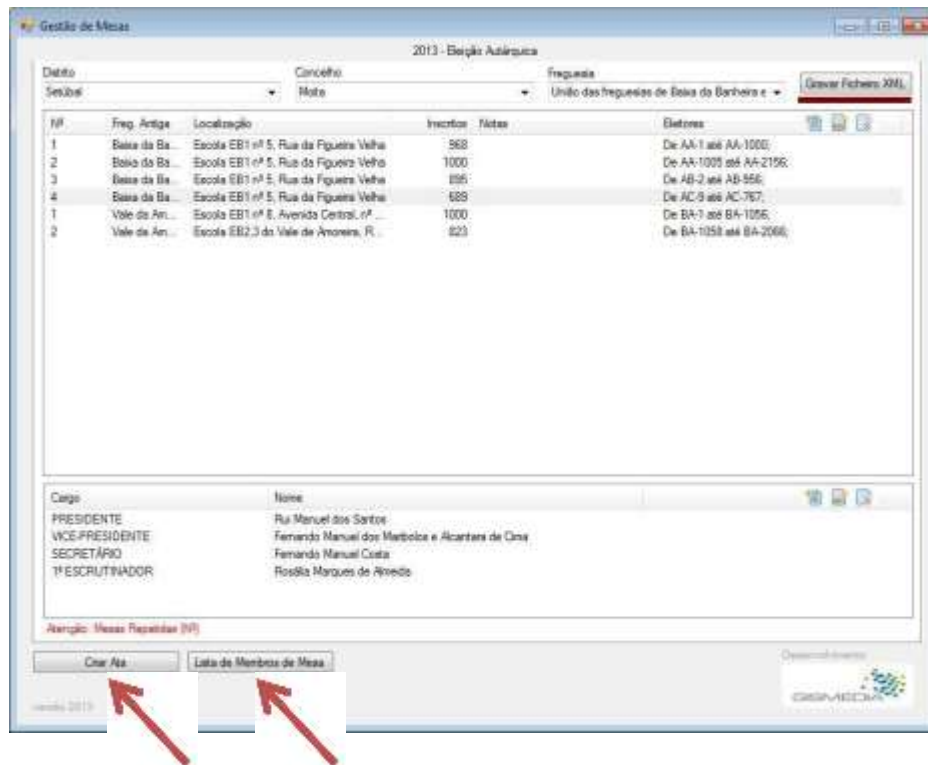 Gestão de Mesas
2013 - Eleição Autárquica
Distrito Concelho Freguesia
Setúbal Moita União das freguesias de Baixa da Banheira e
Gravar Ficheiro XML
Nº Freg. Antiga Localização Inscritos Notas Eleitores
1 Baixa da Ba... Escola EB1 nº 5, Rua da Figueira Velha 968 De AA-1 até AA-1000;
2 Baixa da Ba... Escola EB1 nº 5, Rua da Figueira Velha 1000 De AA-1005 até AA-2156;
3 Baixa da Ba... Escola EB1 nº 5, Rua da Figueira Velha 895 De AB-2 até AB-956;
4 Baixa da Ba... Escola EB1 nº 5, Rua da Figueira Velha 689 De AC-9 até AC-767;
1 Vale da Am... Escola EB1 nº 8, Avenida Central, nº ... 1000 De BA-1 até BA-1056;
2 Vale da Am... Escola EB2,3 do Vale de Amoreira, R... 823 De BA-1058 até BA-2066;
Cargo Nome
PRESIDENTE Rui Manuel dos Santos
VICE-PRESIDENTE Fernando Manuel dos e Alcantara de Cima
SECRETÁRIO Fernando Manuel Costa
1º ESCRUTINADOR Rosália Marques de Almeida
Atenção: Mesas Repetidas (Nº)
Criar Ata Lista de Membros de Mesa
Desenvolvimento
GISMEDIA
versão 2013